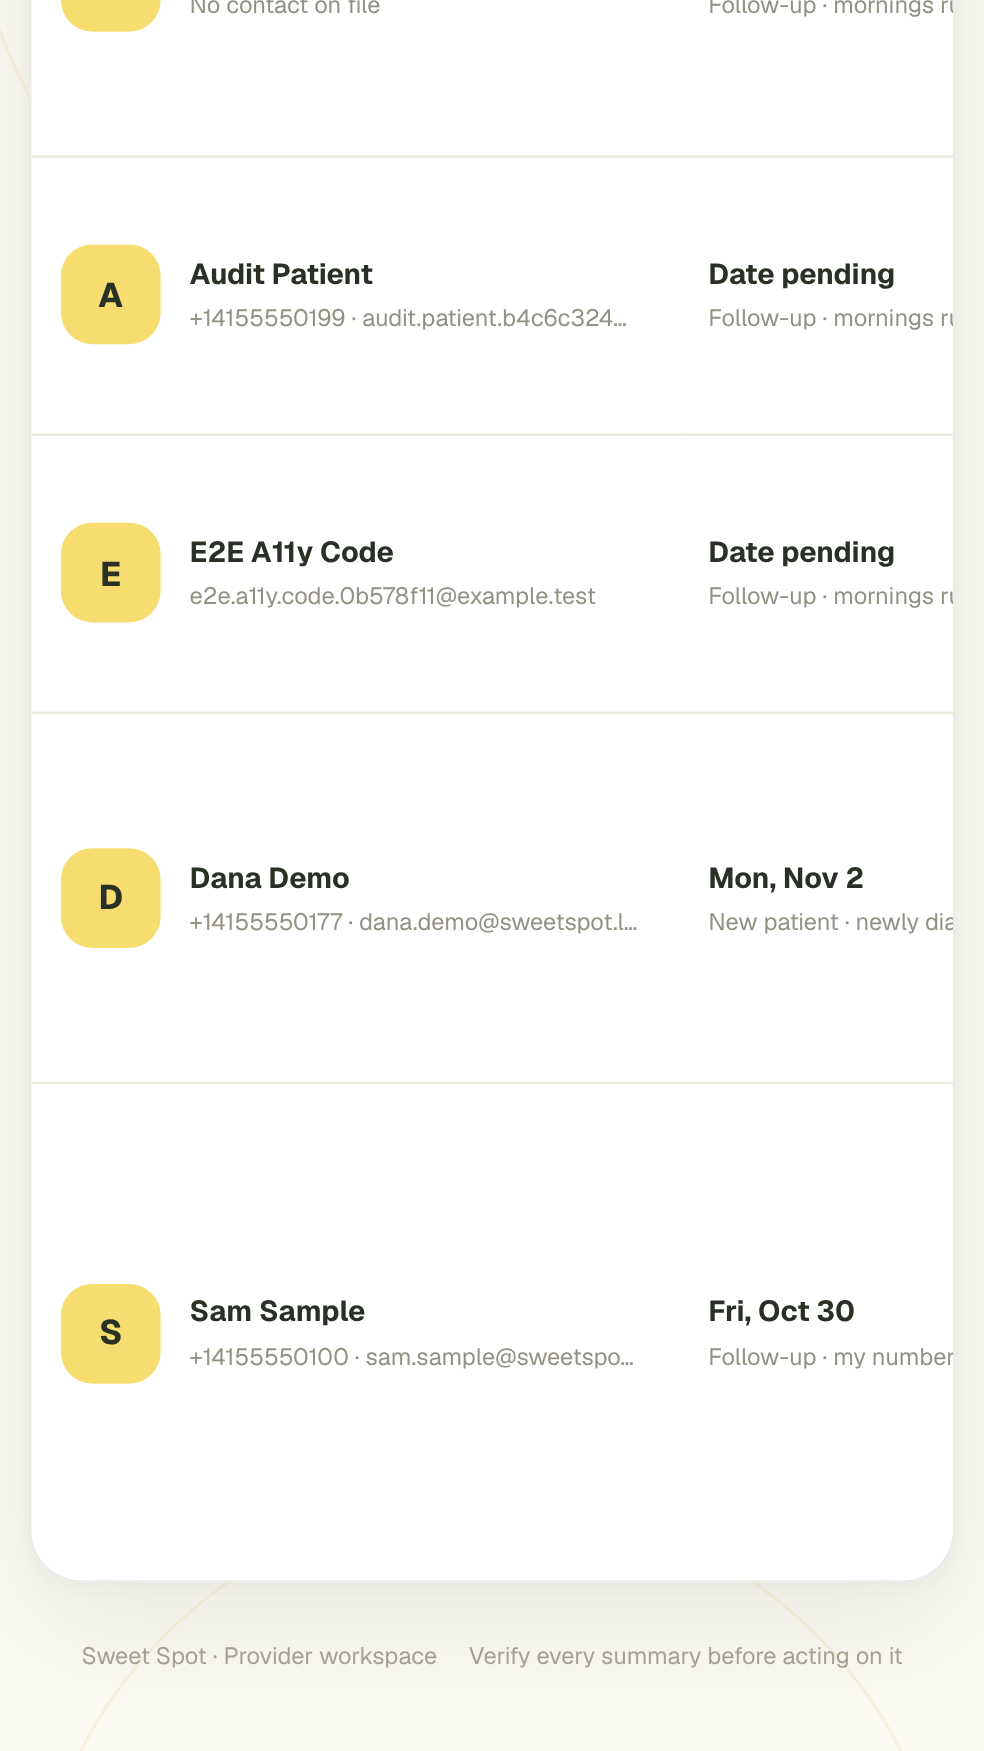 No contact on file
Follow-up · mornings
A
Audit Patient
Date pending
+14155550199 · audit.patient.b4c6c324…
Follow-up · mornings
E
E2E A11y Code
Date pending
e2e.a11y.code.0b578f11@example.test
Follow-up · mornings
D
Dana Demo
Mon, Nov 2
+14155550177 · dana.demo@sweetspot.l…
New patient · newly
S
Sam Sample
Fri, Oct 30
+14155550100 · sam.sample@sweetspo…
Follow-up · my number
Sweet Spot · Provider workspace
Verify every summary before acting on it